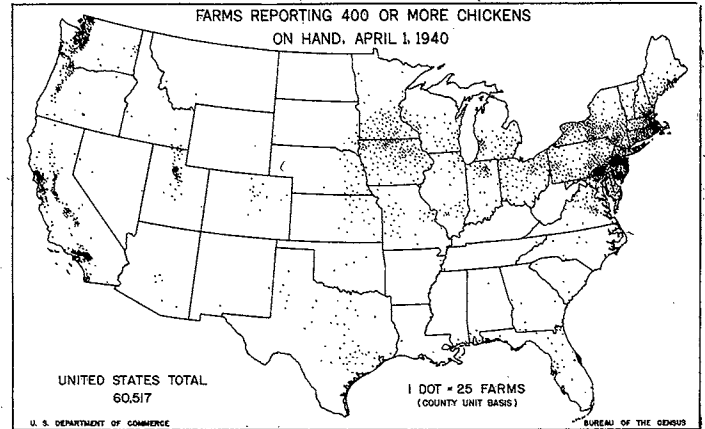 FARMS REPORTING 400 OR MORE CHICKENS
ON HAND, APRIL 1, 1940
UNITED STATES TOTAL
60,517
1 DOT = 25 FARMS
(COUNTY UNIT BASIS)
U. S. DEPARTMENT OF COMMERCE
BUREAU OF THE CENSUS